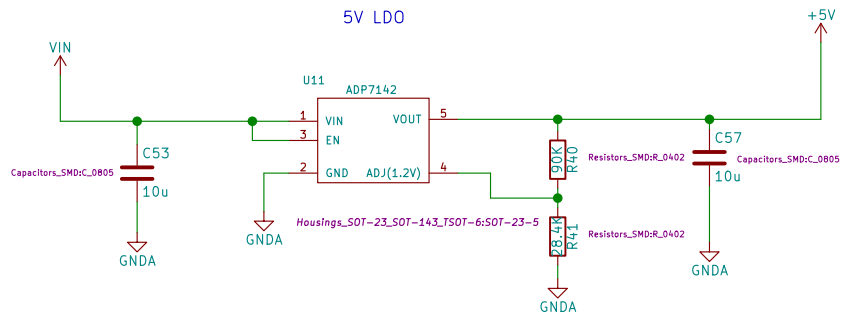 5V LDO
+5V
VIN
U11
ADP7142
1 VIN
VOUT 5
3 EN
2 GND
ADJ(1.2V) 4
C53
Capacitors_SMD:C_0805
10u
GNDA
GNDA
Housings_SOT-23_SOT-143_TSOT-6:SOT-23-5
90K
R40
Resistors_SMD:R_0402
28.4K
R41
Resistors_SMD:R_0402
GNDA
C57
Capacitors_SMD:C_0805
10u
GNDA